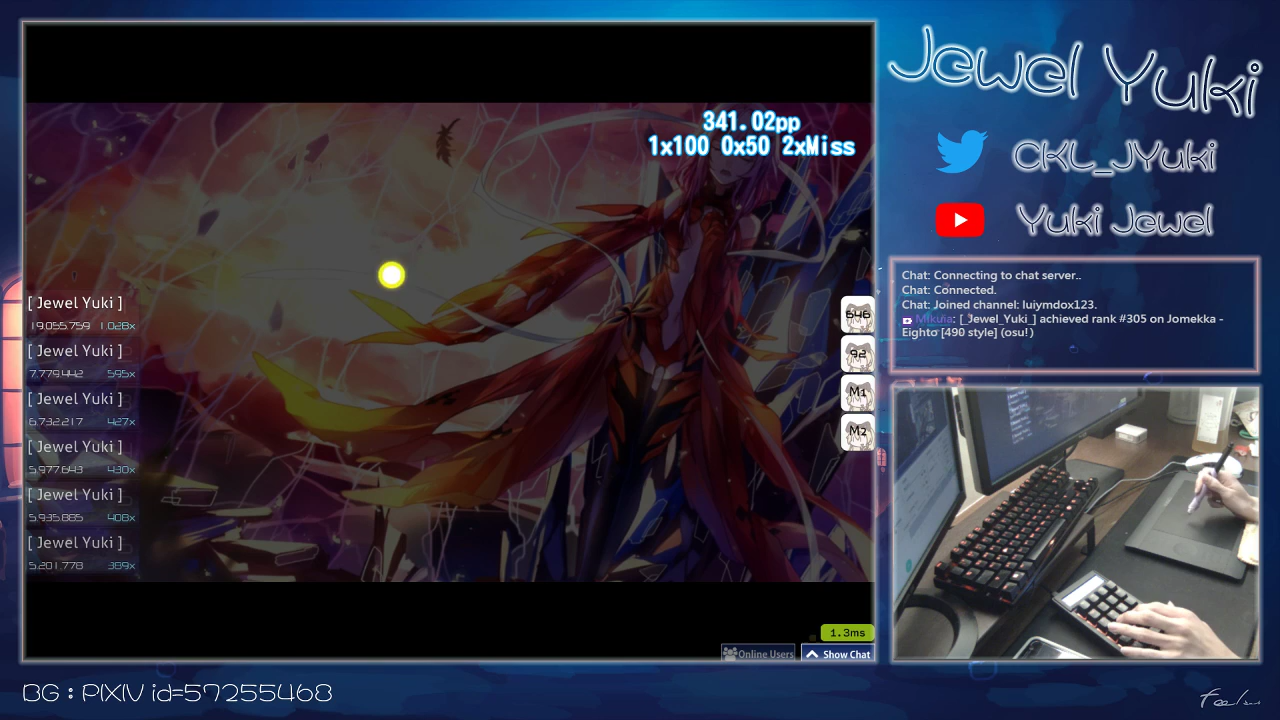 341.02pp
1x100 0x50 2xMiss
[ Jewel Yuki ]
19,055,759 1,028x
[ Jewel Yuki ]
7,779,442 595x
[ Jewel Yuki ]
6,732,217 427x
[ Jewel Yuki ]
5,977,643 430x
[ Jewel Yuki ]
5,935,885 408x
[ Jewel Yuki ]
5,201,778 389x
646
92
M1
M2
1.3ms
Online Users
Show Chat
Jewel Yuki
CKL_JYuki
Yuki Jewel
Chat: Connecting to chat server..
Chat: Connected.
Chat: Joined channel: luiymdox123.
Mikuia: [_Jewel_Yuki_] achieved rank #305 on Jomekka -
Eighto [490 style] (osu!)
BG : PIXIV id=57255468